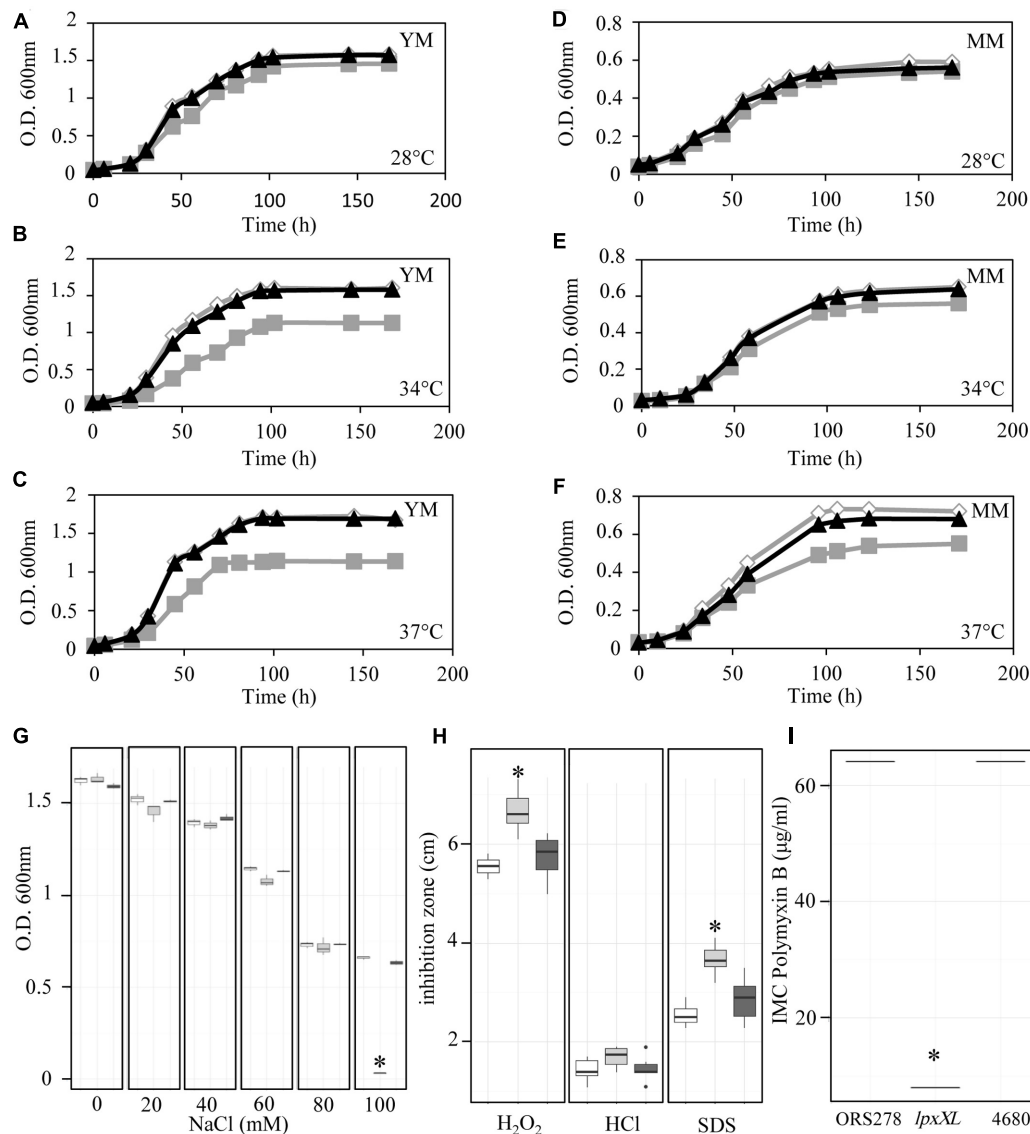 A
2
YM
1.5
1
0.5
0
O.D. 600nm
28°C
0 50 100 150 200
Time (h)
B
2
YM
1.5
1
0.5
0
O.D. 600nm
34°C
0 50 100 150 200
Time (h)
C
2
YM
1.5
1
0.5
0
O.D. 600nm
37°C
0 50 100 150 200
Time (h)
D
0.8
MM
0.6
0.4
0.2
0
O.D. 600nm
28°C
0 50 100 150 200
Time (h)
E
0.8
MM
0.6
0.4
0.2
0
O.D. 600nm
34°C
0 50 100 150 200
Time (h)
F
0.8
MM
0.6
0.4
0.2
0
O.D. 600nm
37°C
0 50 100 150 200
Time (h)
G
1.5
1
0.5
0
O.D. 600nm
*
0 20 40 60 80 100
NaCl (mM)
H
6
4
2
inhibition zone (cm)
*
*
H₂O₂ HCl SDS
I
60
40
20
IMC Polymyxin B (µg/ml)
*
ORS278 lpxXL 4680